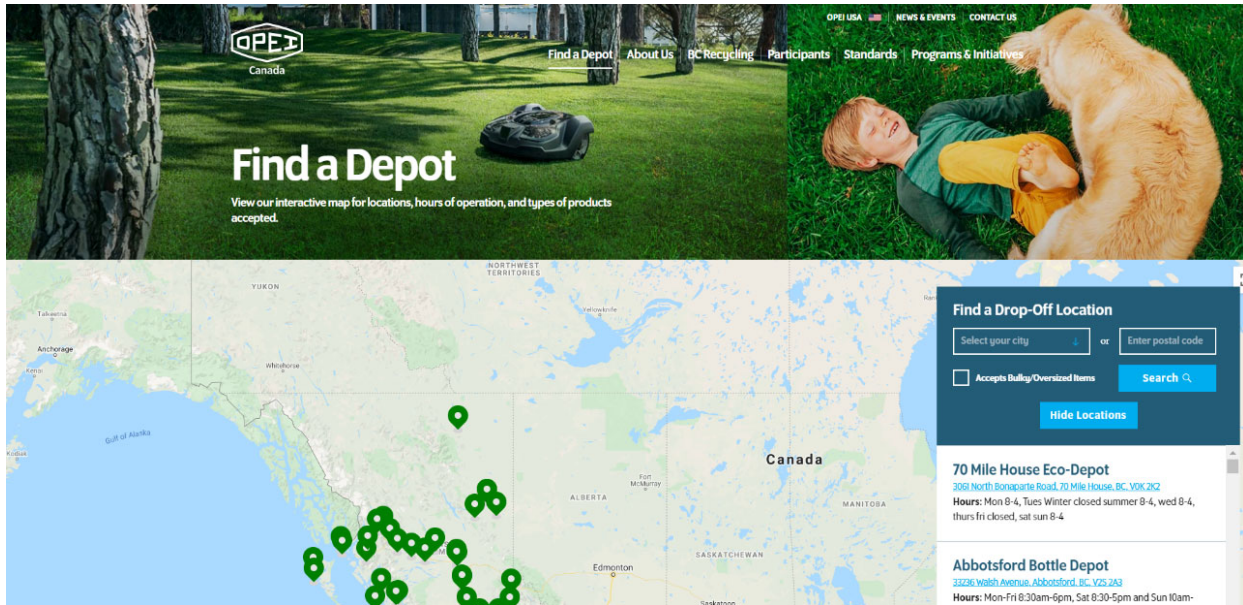 OPEI USA
NEWS & EVENTS
CONTACT US
OPEI
Canada
Find a Depot
About Us
BC Recycling
Participants
Standards
Programs & Initiatives
Find a Depot
View our interactive map for locations, hours of operation, and types of products
accepted.
NORTHWEST
TERRITORIES
YUKON
Talkeetna
Yellowknife
Anchorage
Kenai
Whitehorse
Gulf of Alaska
Kodiak
Canada
Fort
McMurray
ALBERTA
MANITOBA
SASKATCHEWAN
Edmonton
Saskatoon
Find a Drop-Off Location
Select your city
or
Enter postal code
Accepts Bulky/Oversized Items
Search
Hide Locations
70 Mile House Eco-Depot
3061 North Bonaparte Road, 70 Mile House, BC, V0K 2K2
Hours: Mon 8-4, Tues Winter closed summer 8-4, wed 8-4,
thurs fri closed, sat sun 8-4
Abbotsford Bottle Depot
33236 Walsh Avenue, Abbotsford, BC, V2S 2A3
Hours: Mon-Fri 8:30am-6pm, Sat 8:30-5pm and Sun 10am-